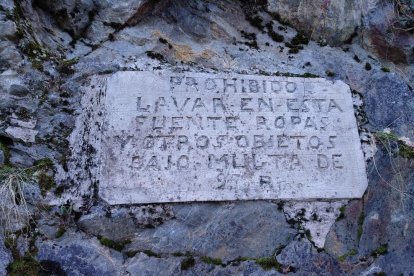 PROHIBIDO
LAVAR EN ESTA
FUENTE ROPAS
Y OTROS OBJETOS
BAJO MULTA DE